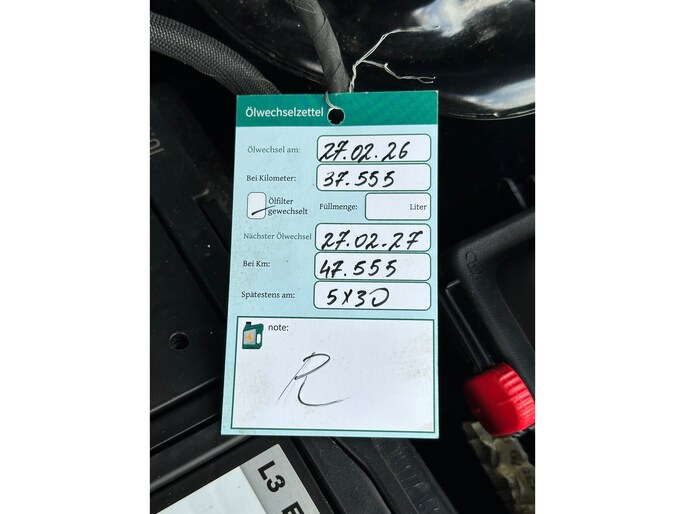 Ölwechselzettel
Ölwechsel am: 27.02.26
Bei Kilometer: 37.555
Ölfilter gewechselt
Füllmenge: Liter
Nächster Ölwechsel 27.02.27
Bei Km: 47.555
Spätestens am: 5x30
note:
R
L3 E